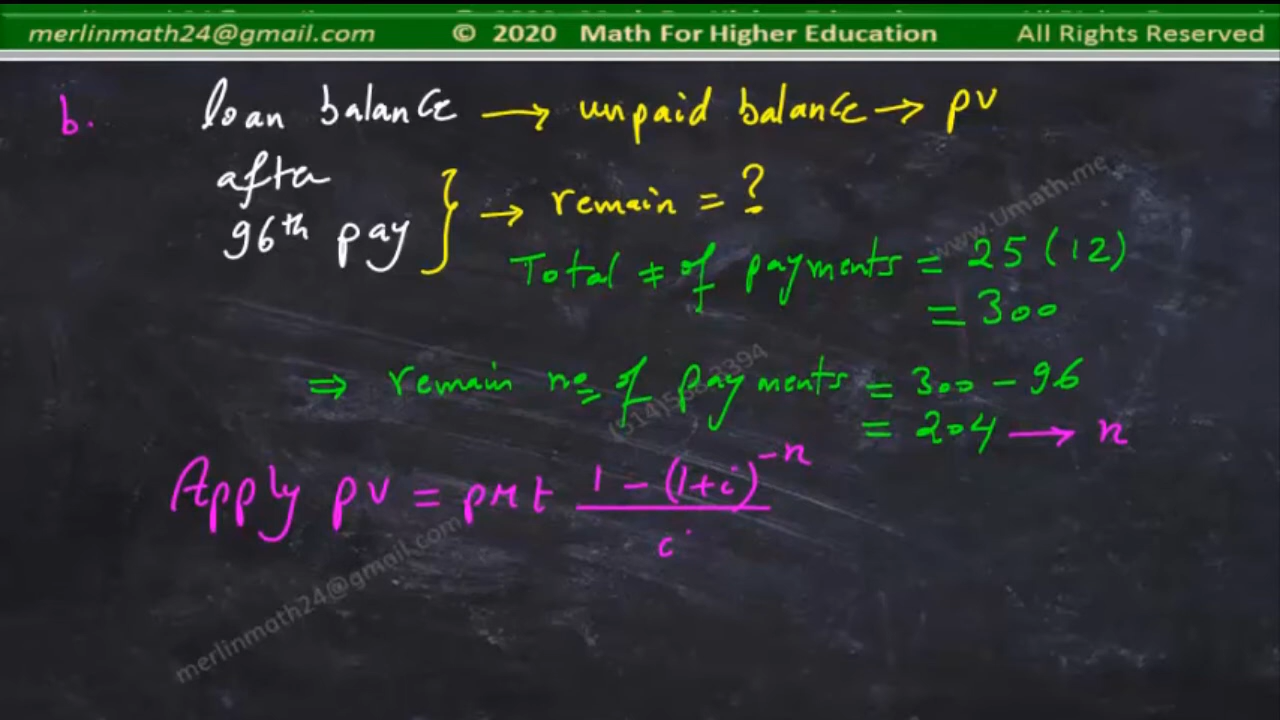 merlinmath24@gmail.com © 2020 Math For Higher Education All Rights Reserved
b. loan balance → unpaid balance → PV
after
96th pay } → remain = ?
www.Umath.me
Total # of payments = 25 (12)
= 300
⇒ remain no of payments = 300 - 96
= 204 → n
Apply PV = PMT (1 - (1+i)^-n) / i
merlinmath24@gmail.com